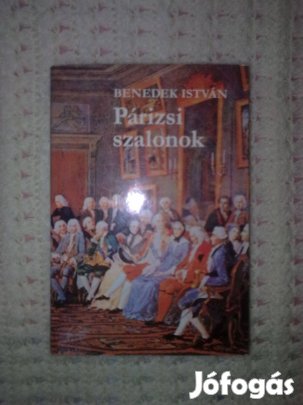 BENEDEK ISTVÁN
Párizsi
szalonok
Jófogás